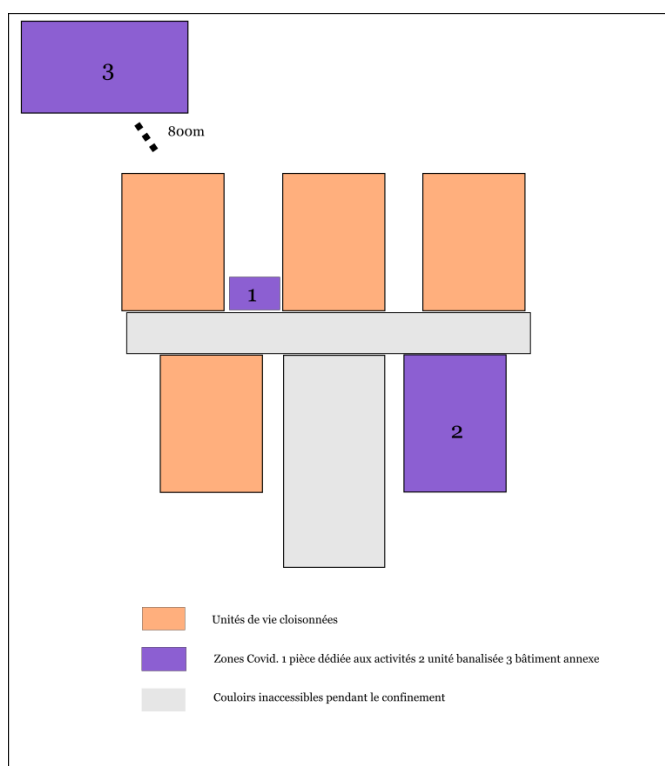 3
800m
1
2
Unités de vie cloisonnées
Zones Covid. 1 pièce dédiée aux activités 2 unité banalisée 3 bâtiment annexe
Couloirs inaccessibles pendant le confinement